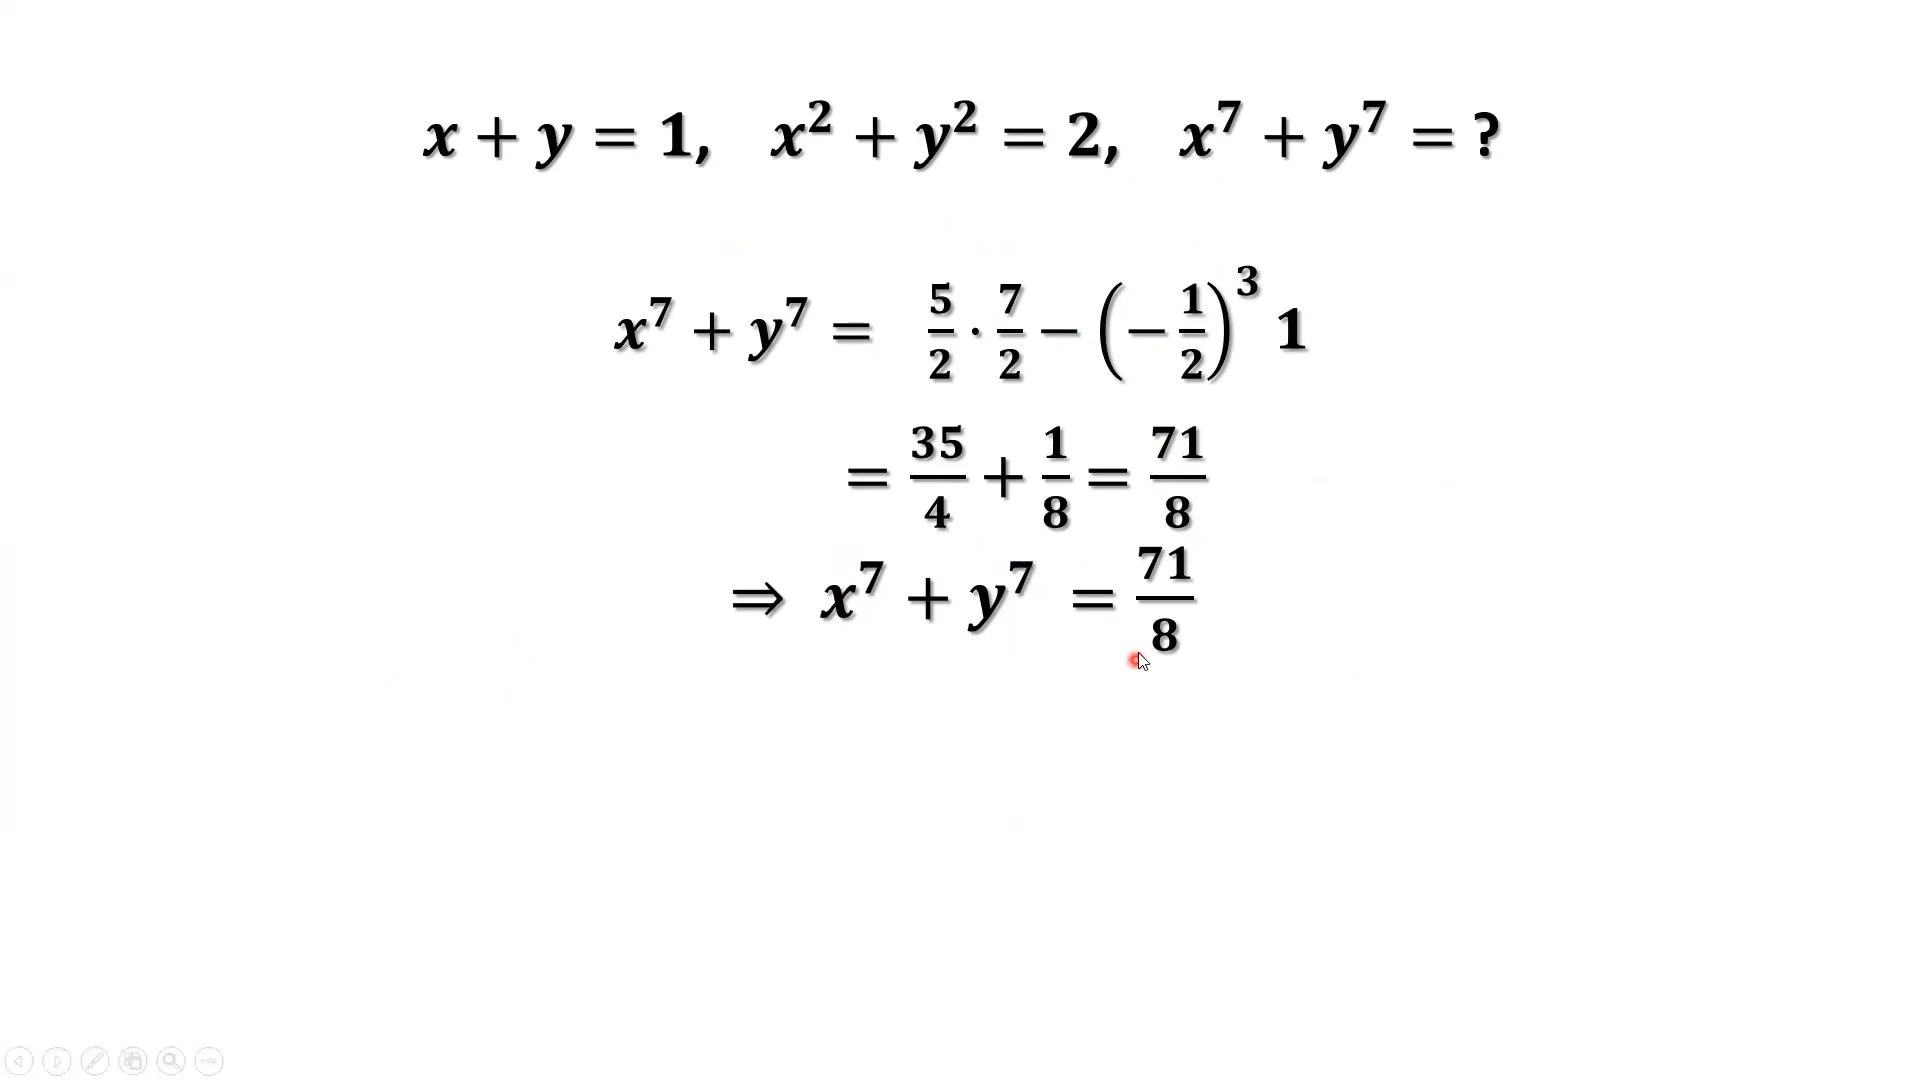 x + y = 1, x² + y² = 2, x⁷ + y⁷ = ?
x⁷ + y⁷ = 5/2 · 7/2 − (−1/2)³ 1
= 35/4 + 1/8 = 71/8
⇒ x⁷ + y⁷ = 71/8